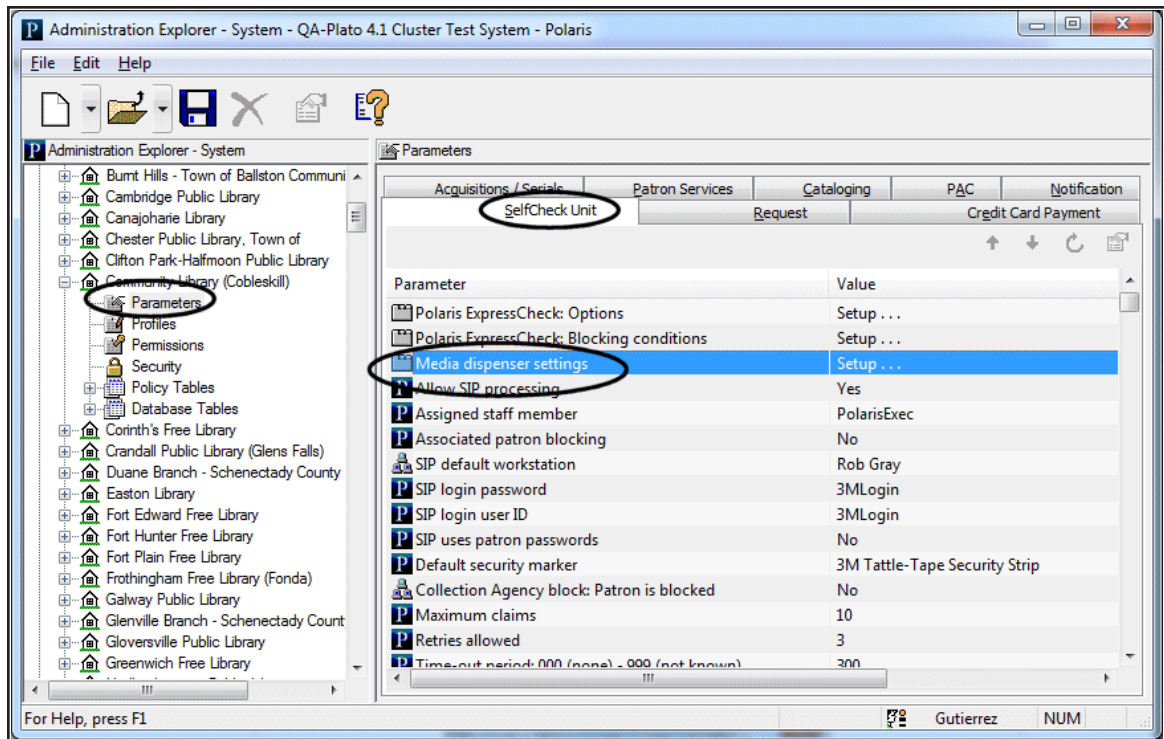 Administration Explorer - System - QA-Plato 4.1 Cluster Test System - Polaris
File Edit Help
Administration Explorer - System
Burnt Hills - Town of Ballston Communi
Cambridge Public Library
Canajoharie Library
Chester Public Library, Town of
Clifton Park-Halfmoon Public Library
Community Library (Cobleskill)
Parameters
Profiles
Permissions
Security
Policy Tables
Database Tables
Corinth's Free Library
Crandall Public Library (Glens Falls)
Duane Branch - Schenectady County
Easton Library
Fort Edward Free Library
Fort Hunter Free Library
Fort Plain Free Library
Frothingham Free Library (Fonda)
Galway Public Library
Glenville Branch - Schenectady Count
Gloversville Public Library
Greenwich Free Library
Parameters
Acquisitions / Serials Patron Services Cataloging PAC Notification
SelfCheck Unit Request Credit Card Payment
Parameter Value
Polaris ExpressCheck: Options Setup . . .
Polaris ExpressCheck: Blocking conditions Setup . . .
Media dispenser settings Setup . . .
Allow SIP processing Yes
Assigned staff member PolarisExec
Associated patron blocking No
SIP default workstation Rob Gray
SIP login password 3MLogin
SIP login user ID 3MLogin
SIP uses patron passwords No
Default security marker 3M Tattle-Tape Security Strip
Collection Agency block: Patron is blocked No
Maximum claims 10
Retries allowed 3
Time-out period: 000 (none) - 999 (not known) 300
For Help, press F1 Gutierrez NUM